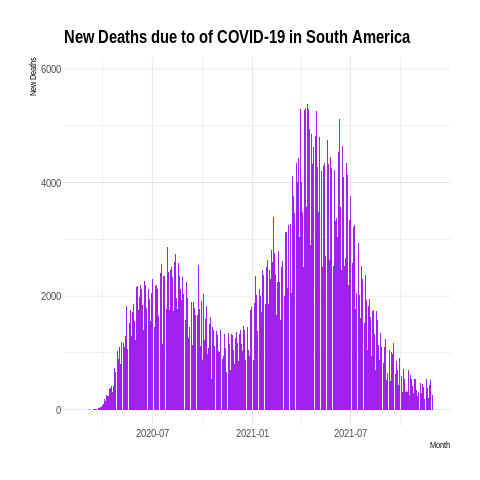 New Deaths due to of COVID-19 in South America
New Deaths
6000
4000
2000
0
2020-07
2021-01
2021-07
Month